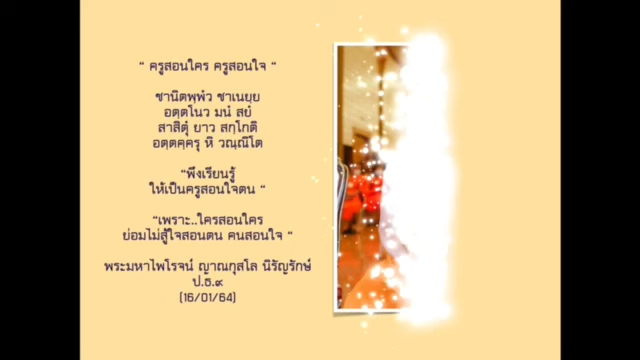 “ ครูสอนใคร ครูสอนใจ “
ชานิตพฺพํว ชาเนยฺย
อตฺตโนว มนํ สยํ
สาสิตุํ ยาว สกฺโกติ
อตฺตคฺครุ หิ วณฺณิโต
“พึงเรียนรู้
ให้เป็นครูสอนใจตน “
“เพราะ..ใครสอนใคร
ย่อมไม่สู้ใจสอนตน คนสอนใจ “
พระมหาไพโรจน์ ญาณกุสโล นิรัญรักษ์
ป.ธ.๙
(16/01/64)